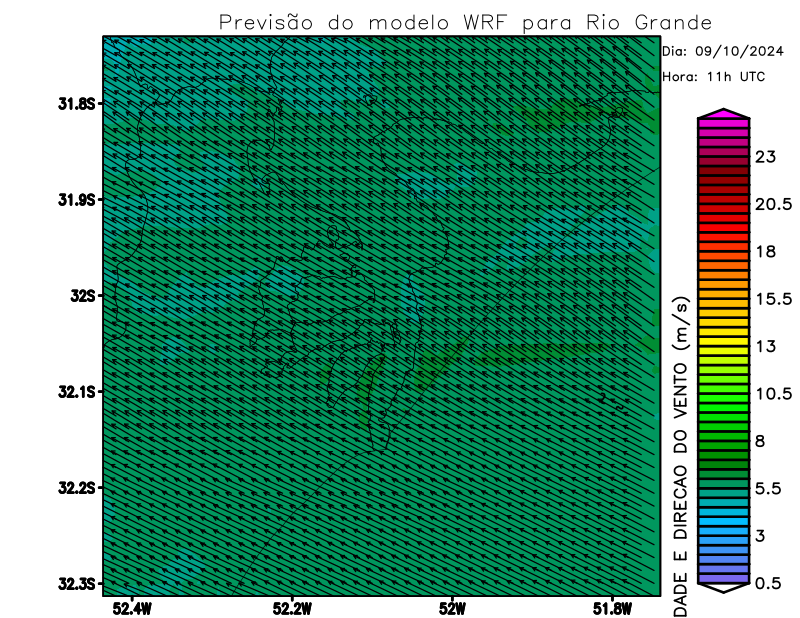 Previsão do modelo WRF para Rio Grande
Dia: 09/10/2024
Hora: 11h UTC
31.8S
31.9S
32S
32.1S
32.2S
32.3S
52.4W
52.2W
52W
51.8W
23
20.5
18
15.5
13
10.5
8
5.5
3
0.5
DADE E DIRECAO DO VENTO (m/s)